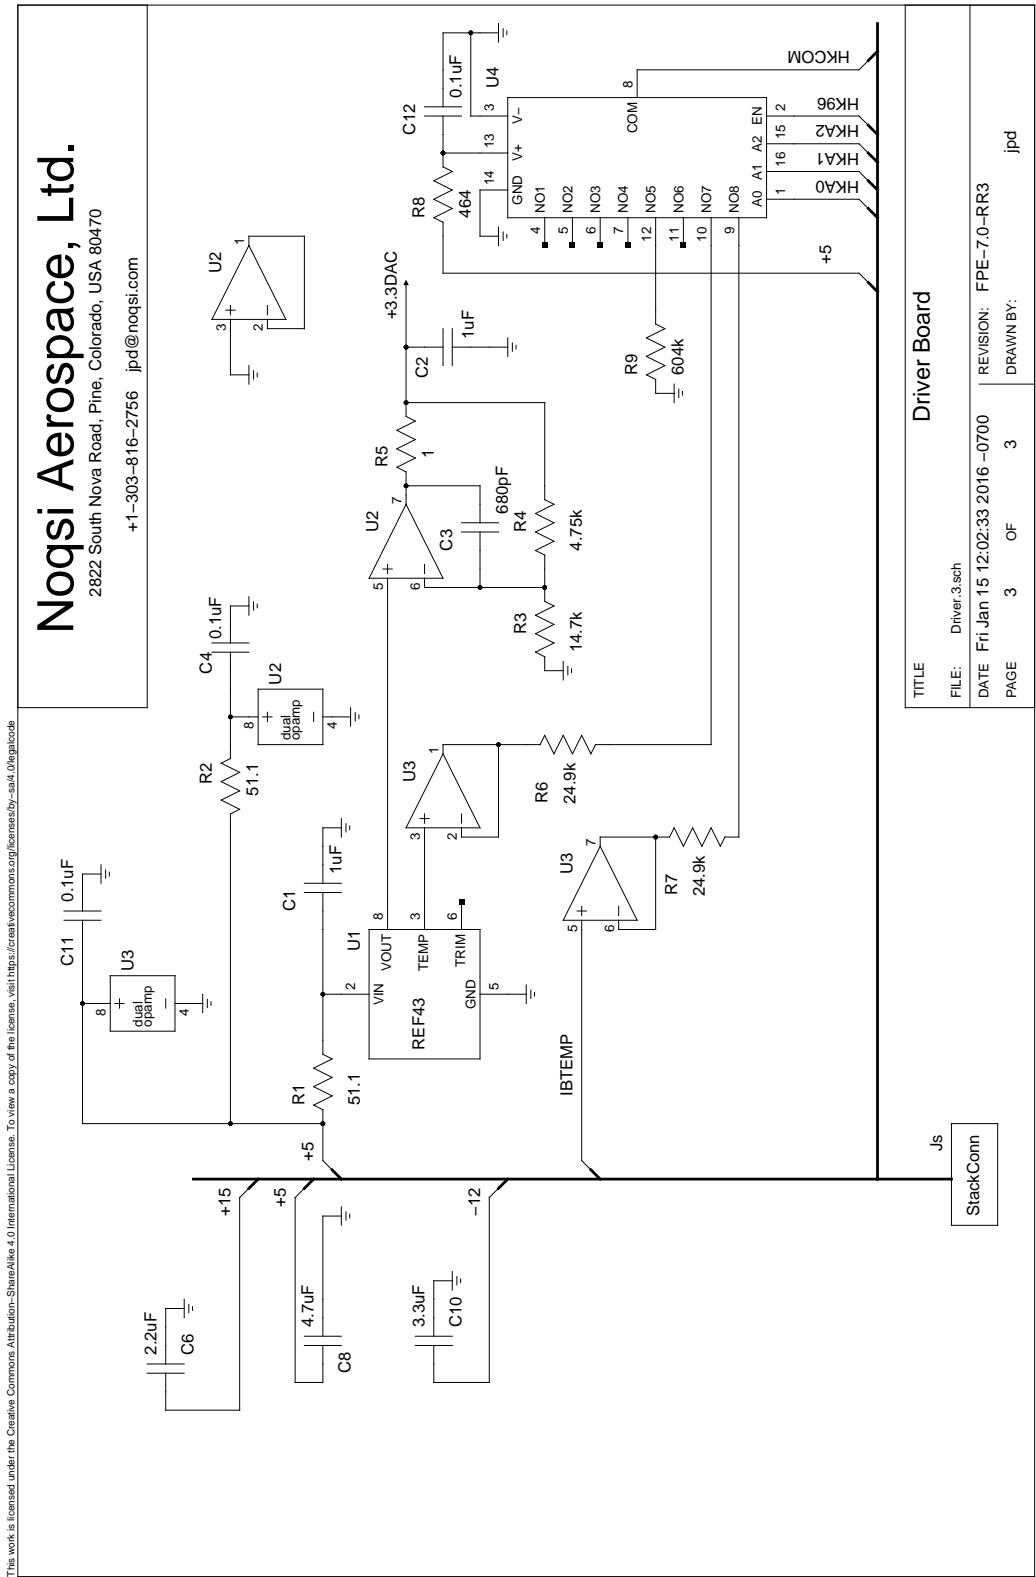 This work is licensed under the Creative Commons Attribution−ShareAlike 4.0 International License. To view a copy of the license, visit https://creativecommons.org/licenses/by−sa/4.0/legalcode
Noqsi Aerospace, Ltd.
2822 South Nova Road, Pine, Colorado, USA 80470
+1−303−816−2756 jpd@noqsi.com
2.2uF
C6
+15
4.7uF
C8
+5
3.3uF
C10
−12
C11
0.1uF
U3
8
+
dual
opamp
−
4
R2
51.1
C4
0.1uF
U2
8
+
dual
opamp
−
4
U2
3
+
2
−
1
+5
R1
51.1
C1
1uF
U1
2
VIN
VOUT
8
TEMP
3
TRIM
6
REF43
GND
5
U3
3
+
2
−
1
R6
24.9k
U2
5
+
6
−
7
C3
680pF
R5
1
R4
4.75k
R3
14.7k
+3.3DAC
C2
1uF
IBTEMP
U3
5
+
6
−
7
R7
24.9k
R8
464
C12
0.1uF
U4
14
GND
13
V+
3
V−
COM
8
HKCOM
4
NO1
5
NO2
6
NO3
7
NO4
12
NO5
11
NO6
10
NO7
9
NO8
A0
1
HKA0
A1
16
HKA1
A2
15
HKA2
EN
2
HK96
R9
604k
+5
Js
StackConn
TITLE
Driver Board
FILE: Driver.3.sch
REVISION: FPE−7.0−RR3
DATE Fri Jan 15 12:02:33 2016 −0700
PAGE 3 OF 3
DRAWN BY: jpd